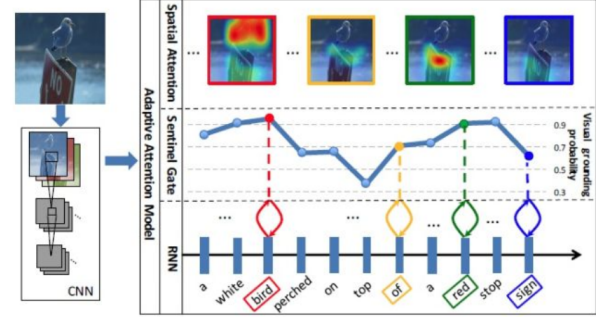 NO
CNN
Adaptive Attention Model
Spatial Attention
... ... ... ...
Sentinel Gate
Visual grounding
probability
0.9
0.7
0.5
0.3
RNN
... ... ... ...
a white bird perched on top of a red stop sign